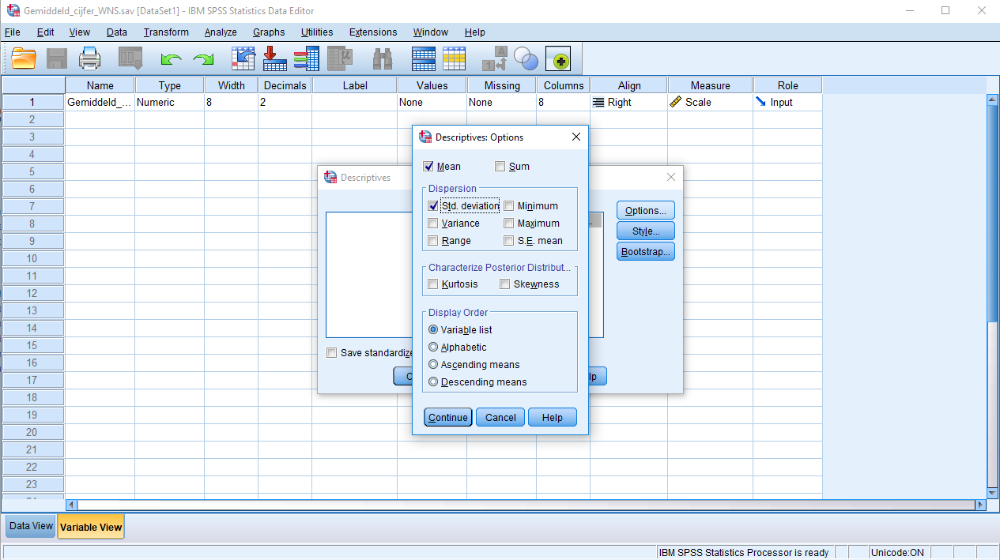 Gemiddeld_cijfer_WNS.sav [DataSet1] - IBM SPSS Statistics Data Editor
File Edit View Data Transform Analyze Graphs Utilities Extensions Window Help
Name Type Width Decimals Label Values Missing Columns Align Measure Role
1 Gemiddeld_... Numeric 8 2 None None 8 Right Scale Input
2
3
4
5
6
7
8
9
10
11
12
13
14
15
16
17
18
19
20
21
22
23
Descriptives
Options...
Style...
Bootstrap...
Save standardize
Descriptives: Options
Mean Sum
Dispersion
Std. deviation Minimum
Variance Maximum
Range S.E. mean
Characterize Posterior Distribut...
Kurtosis Skewness
Display Order
Variable list
Alphabetic
Ascending means
Descending means
Continue Cancel Help
Data View Variable View
IBM SPSS Statistics Processor is ready Unicode:ON